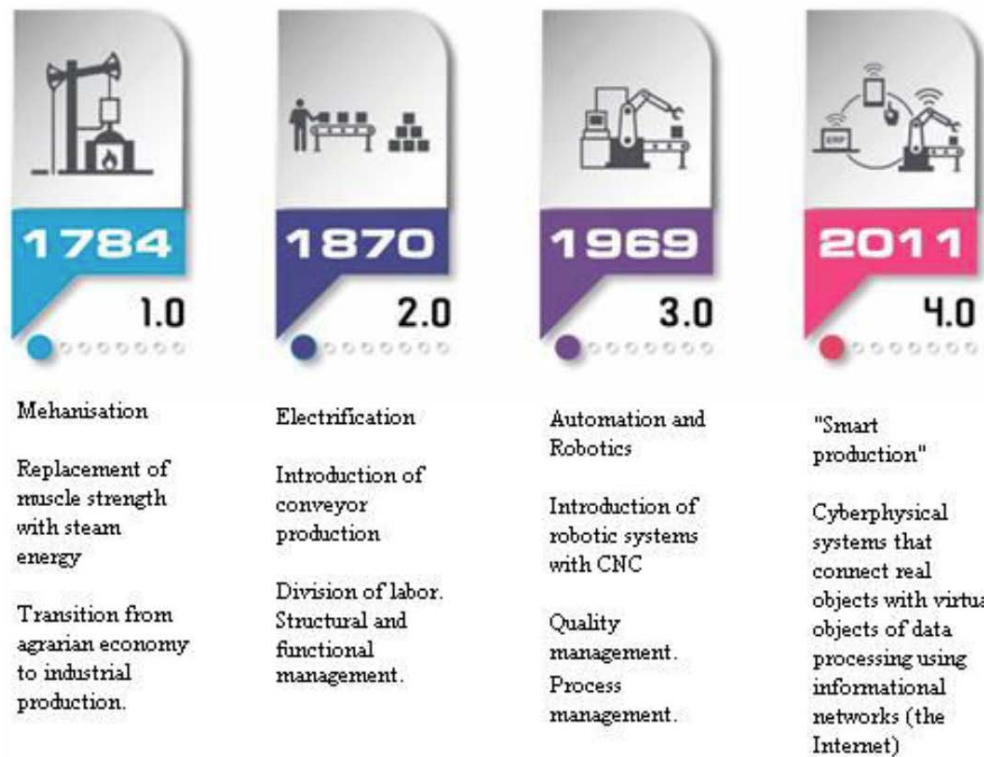 1784
1.0
Mehanisation
Replacement of
muscle strength
with steam
energy
Transition from
agrarian economy
to industrial
production.
1870
2.0
Electrification
Introduction of
conveyor
production
Division of labor.
Structural and
functional
management.
1969
3.0
Automation and
Robotics
Introduction of
robotic systems
with CNC
Quality
management.
Process
management.
ERP
2011
4.0
"Smart
production"
Cyberphysical
systems that
connect real
objects with virtua
objects of data
processing using
informational
networks (the
Internet)